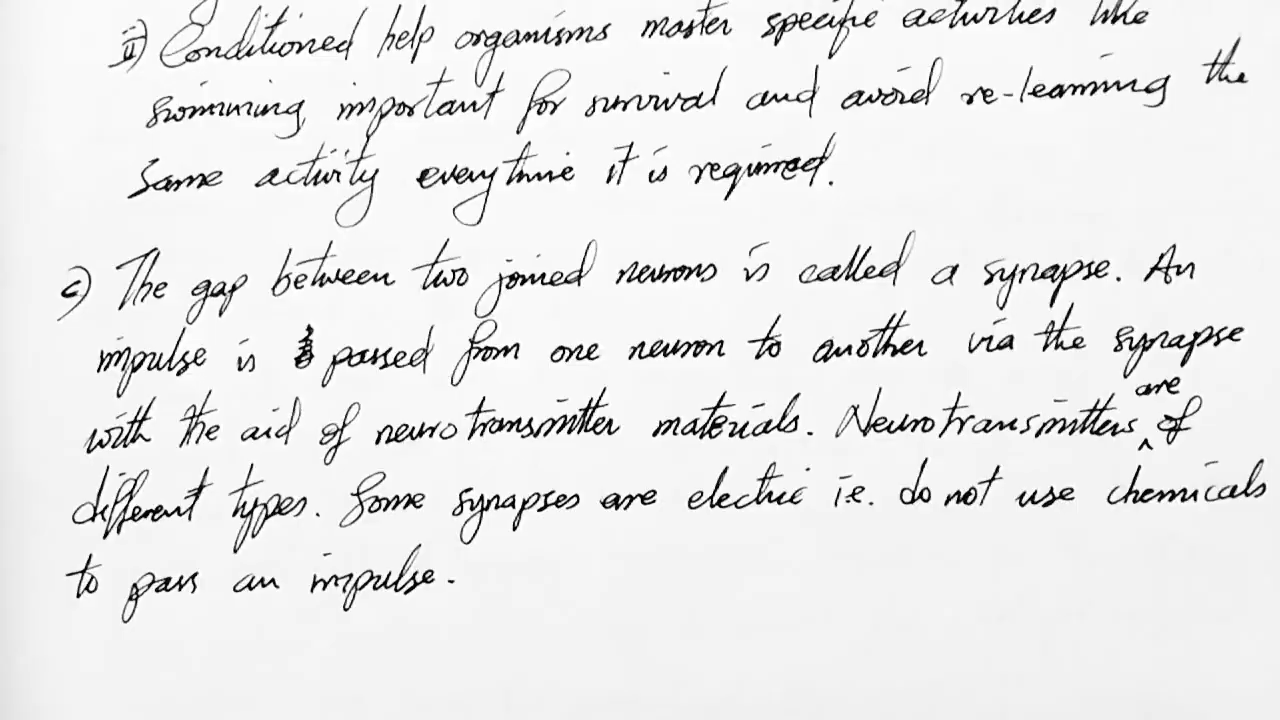 ii) Conditioned help organisms master specific activities like
swimming, important for survival and avoid re-learning the
same activity everytime it is required.
c) The gap between two joined neurons is called a synapse. An
impulse is passed from one neuron to another via the synapse
with the aid of neurotransmitter materials. Neurotransmitters are of
different types. Some synapses are electric i.e. do not use chemicals
to pass an impulse.